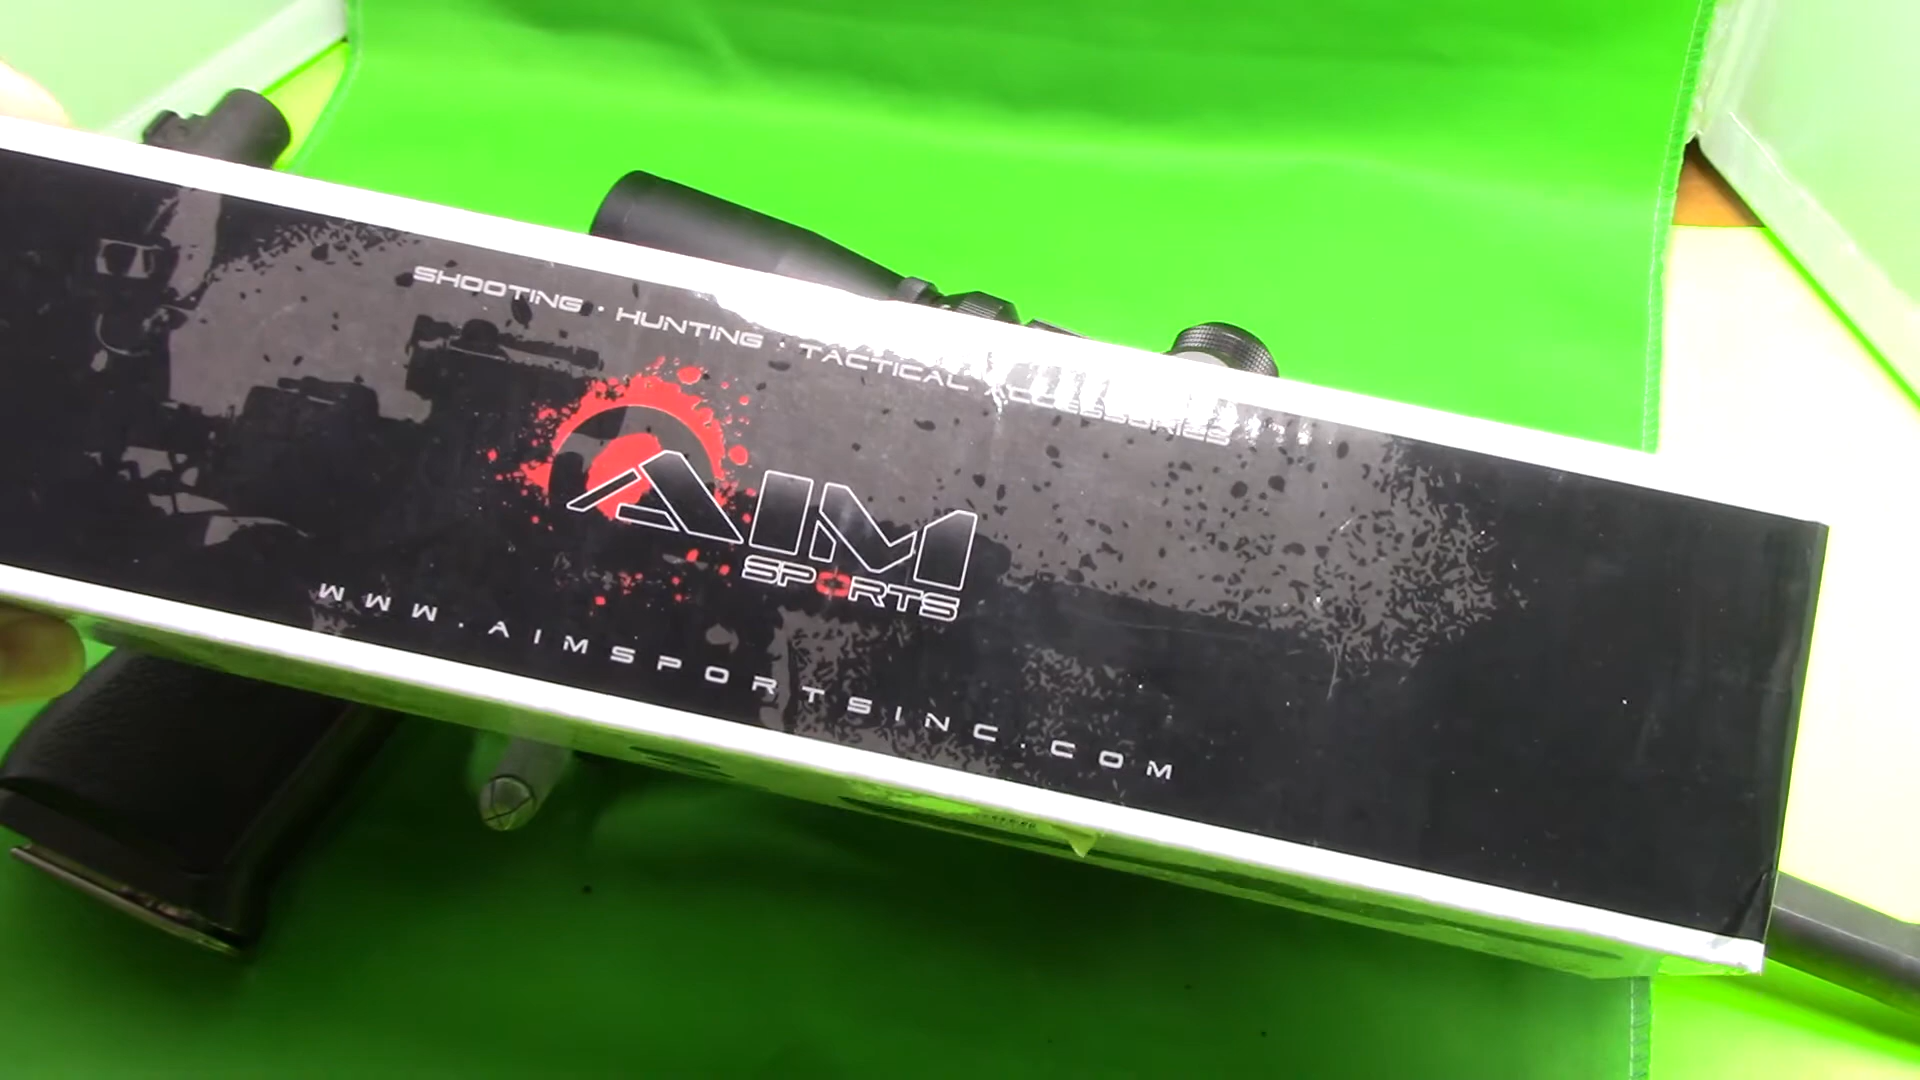 SHOOTING · HUNTING · TACTICAL ACCESSORIES
AIM
SPORTS
WWW.AIMSPORTSINC.COM